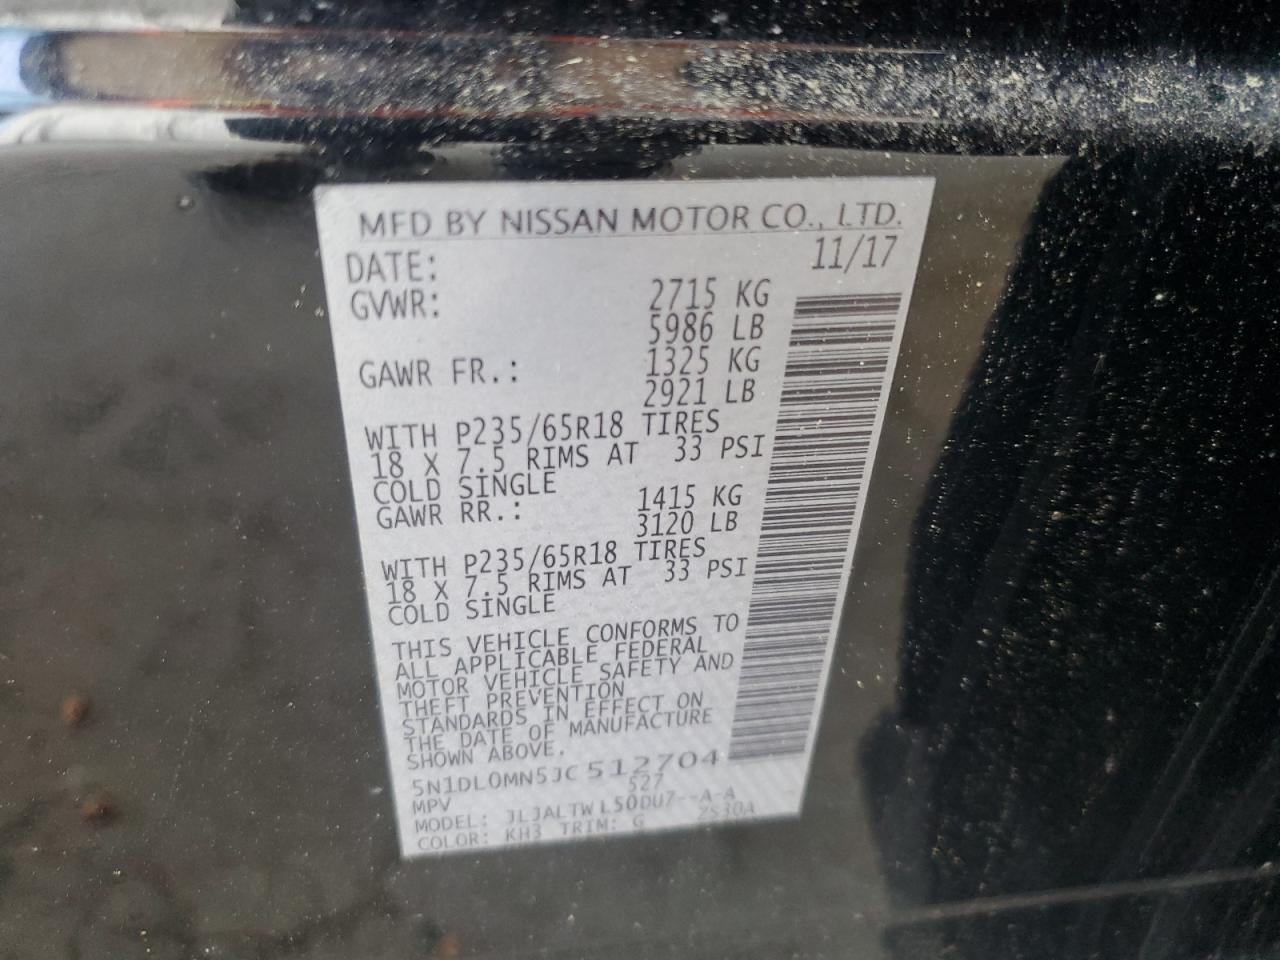 MFD BY NISSAN MOTOR CO., LTD.
DATE: 11/17
GVWR: 2715 KG
5986 LB
GAWR FR.: 1325 KG
2921 LB
WITH P235/65R18 TIRES
18 X 7.5 RIMS AT 33 PSI
COLD SINGLE
GAWR RR.: 1415 KG
3120 LB
WITH P235/65R18 TIRES
18 X 7.5 RIMS AT 33 PSI
COLD SINGLE
THIS VEHICLE CONFORMS TO
ALL APPLICABLE FEDERAL
MOTOR VEHICLE SAFETY AND
THEFT PREVENTION
STANDARDS IN EFFECT ON
THE DATE OF MANUFACTURE
SHOWN ABOVE.
5N1DL0MN5JC512704
MPV 527
MODEL: JLJALTWL50DU7--A-A
COLOR: KH3 TRIM: G ZS30A